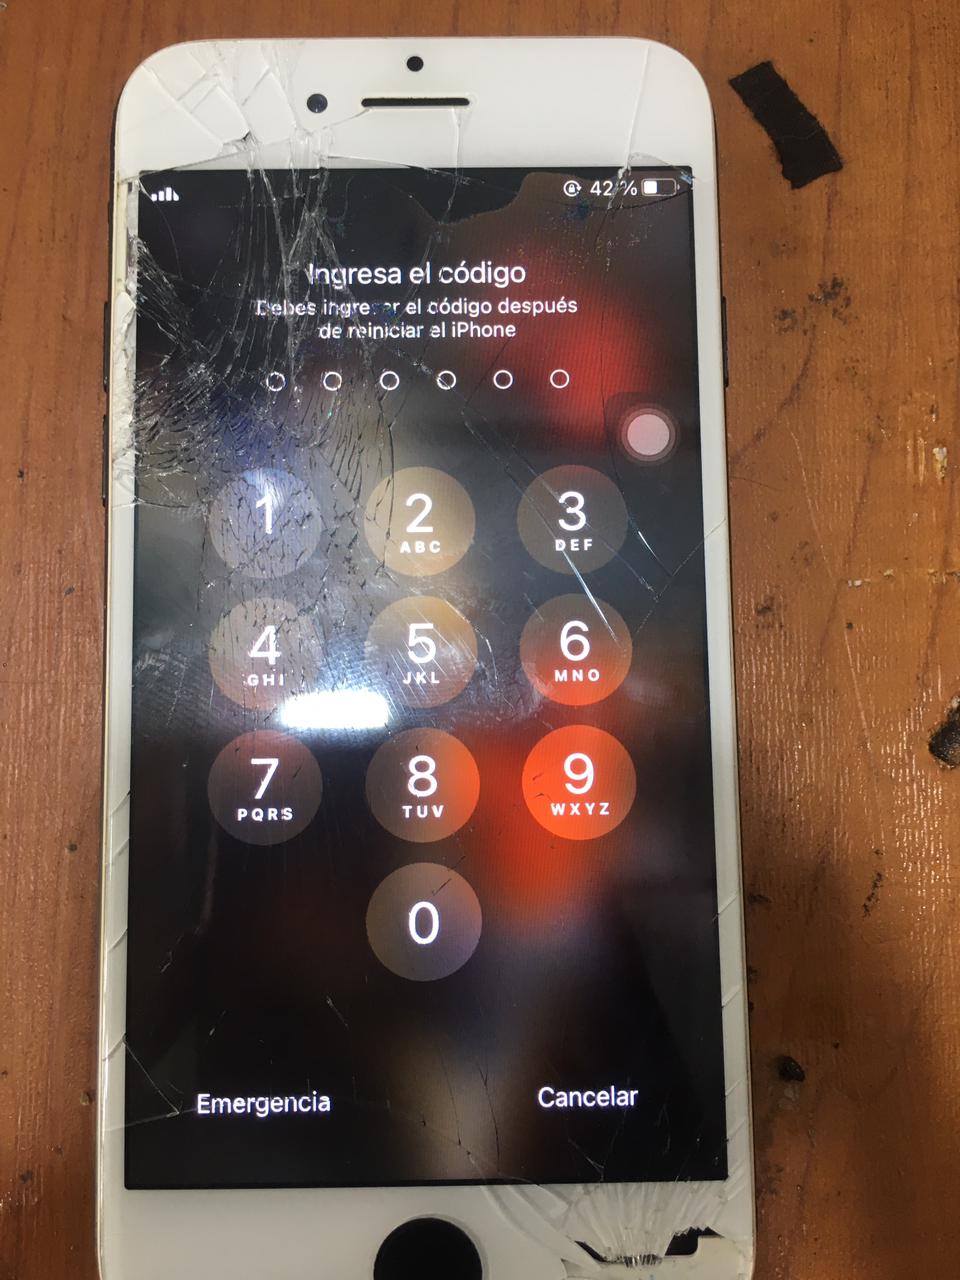 42%
Ingresa el código
Debes ingresar el código después
de reiniciar el iPhone
1
2
ABC
3
DEF
4
GHI
5
JKL
6
MNO
7
PQRS
8
TUV
9
WXYZ
0
Emergencia
Cancelar